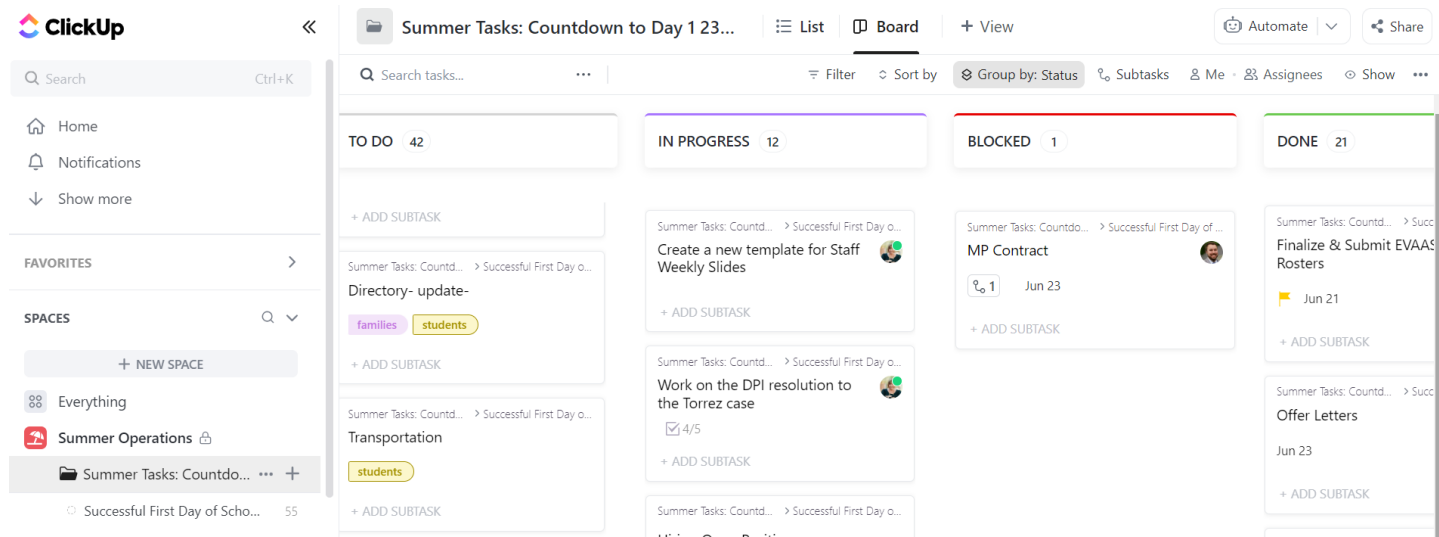 ClickUp
Search Ctrl+K
Home
Notifications
Show more
FAVORITES
SPACES
+ NEW SPACE
Everything
Summer Operations
Summer Tasks: Countdo...
Successful First Day of Scho... 55
Summer Tasks: Countdown to Day 1 23...
List
Board
+ View
Automate
Share
Search tasks...
Filter
Sort by
Group by: Status
Subtasks
Me
Assignees
Show
TO DO 42
+ ADD SUBTASK
Summer Tasks: Countd... > Successful First Day o...
Directory- update-
families students
+ ADD SUBTASK
Summer Tasks: Countd... > Successful First Day o...
Transportation
students
+ ADD SUBTASK
IN PROGRESS 12
Summer Tasks: Countd... > Successful First Day o...
Create a new template for Staff
Weekly Slides
+ ADD SUBTASK
Summer Tasks: Countd... > Successful First Day o...
Work on the DPI resolution to
the Torrez case
4/5
+ ADD SUBTASK
Summer Tasks: Countd... > Successful First Day o...
BLOCKED 1
Summer Tasks: Countdo... > Successful First Day of ...
MP Contract
1 Jun 23
+ ADD SUBTASK
DONE 21
Summer Tasks: Countd... > Succ
Finalize & Submit EVAAS
Rosters
Jun 21
+ ADD SUBTASK
Summer Tasks: Countd... > Succ
Offer Letters
Jun 23
+ ADD SUBTASK